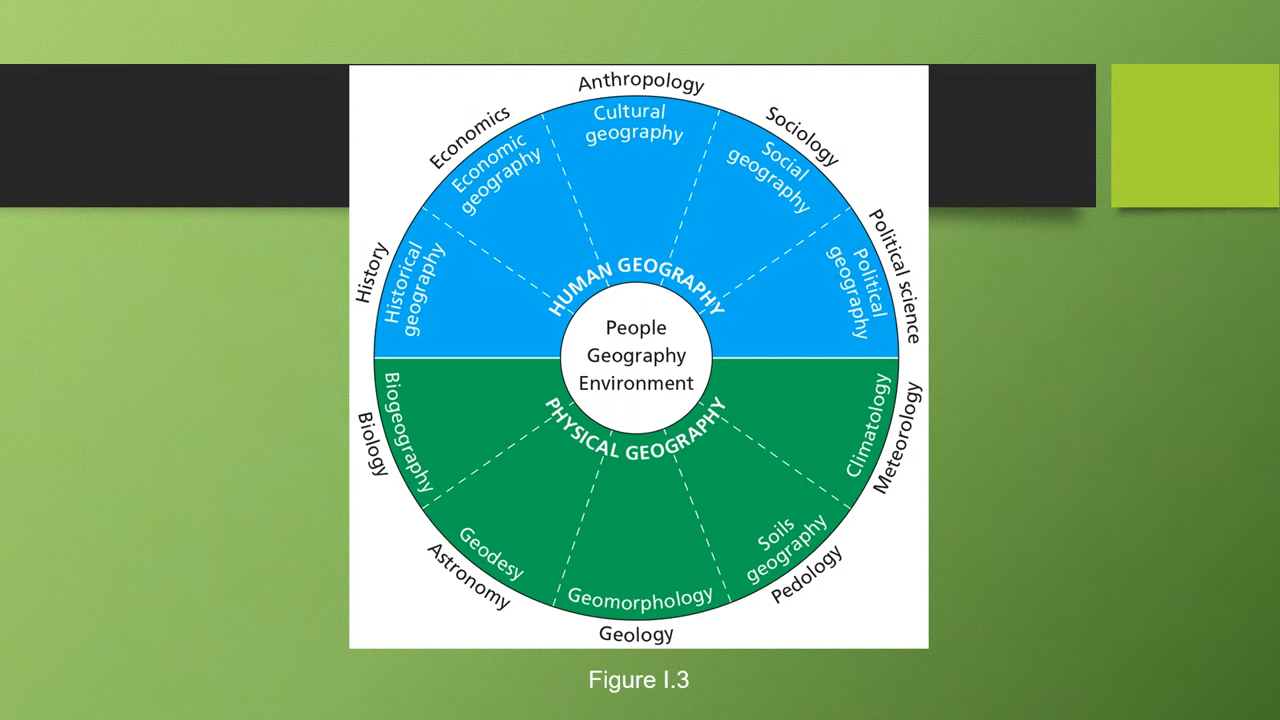 Anthropology
Economics
Sociology
History
Political science
Cultural
geography
Economic
geography
Social
geography
Historical
geography
Political
geography
HUMAN GEOGRAPHY
People
Geography
Environment
PHYSICAL GEOGRAPHY
Biogeography
Climatology
Biology
Meteorology
Geodesy
Soils
geography
Geomorphology
Astronomy
Pedology
Geology
Figure I.3